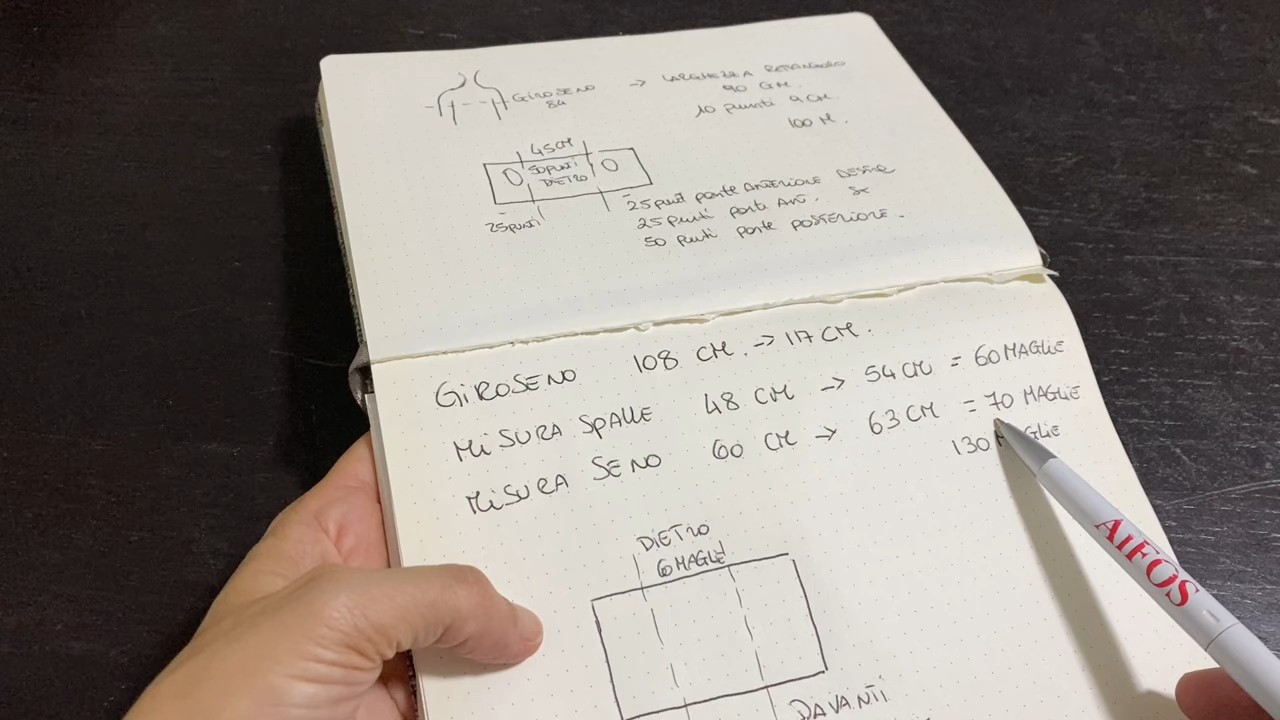 GIROSENO
84
→ LARGHEZZA RETANGOLO
90 CM.
10 punti 9 CM.
100 M.
45CM
50 PUNTI
DIETRO
25 PUNTI
25 punti parte ANTERIORE DESTRA
25 punti parte ANT. Sx
50 punti parte POSTERIORE.
GIROSENO 108 CM. → 117 CM.
MISURA SPALLE 48 CM → 54 CM = 60 MAGLIE
MISURA SENO 60 CM → 63 CM = 70 MAGLIE
130 MAGLIE
DIETRO
60 MAGLIE
DAVANTI
AiFOS